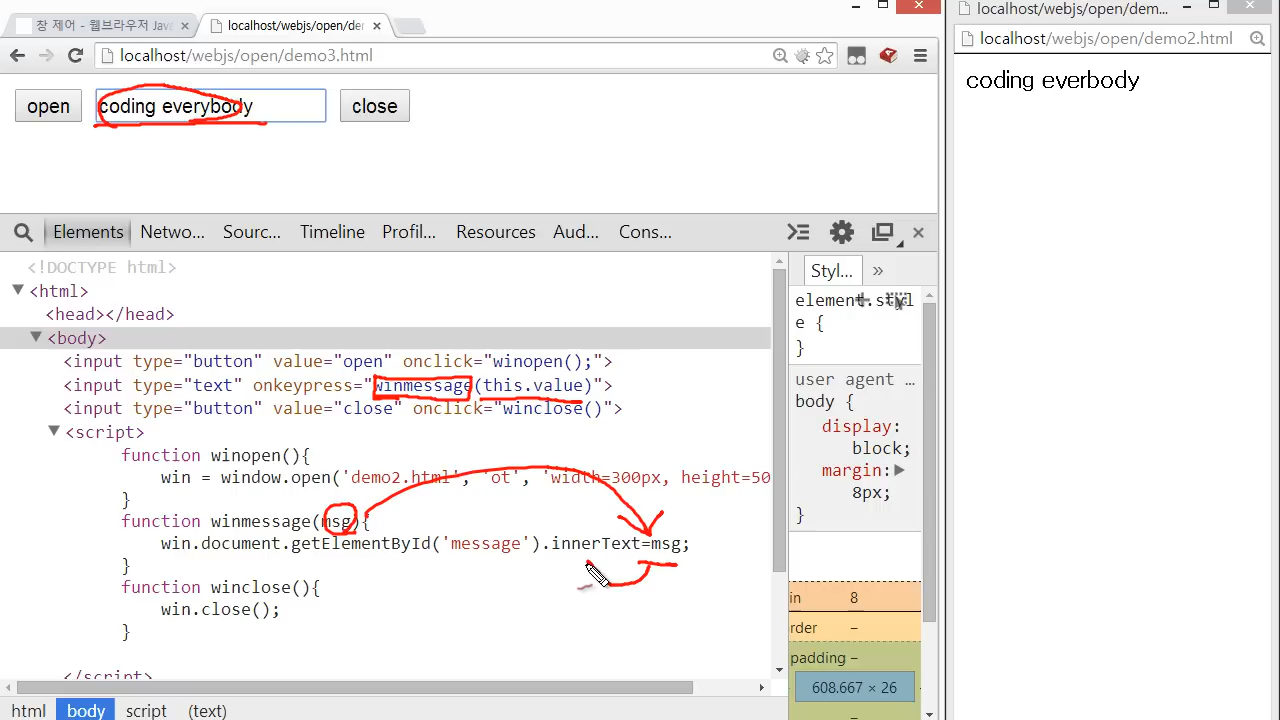 창 제어 - 웹브라우저 Java
localhost/webjs/open/der
localhost/webjs/open/demo3.html
open
coding everybody
close
Elements Netwo... Sourc... Timeline Profil... Resources Aud... Cons...
<!DOCTYPE html>
<html>
<head></head>
<body>
<input type="button" value="open" onclick="winopen();">
<input type="text" onkeypress="winmessage(this.value)">
<input type="button" value="close" onclick="winclose()">
<script>
function winopen(){
win = window.open('demo2.html', 'ot', 'width=300px, height=50
}
function winmessage(msg){
win.document.getElementById('message').innerText=msg;
}
function winclose(){
win.close();
}
</script>
html body script (text)
Styl... »
element.styl
e {
}
user agent …
body {
display:
block;
margin:
8px;
}
in 8
order –
padding –
608.667 × 26
–
localhost/webjs/open/dem...
localhost/webjs/open/demo2.html
coding everbody